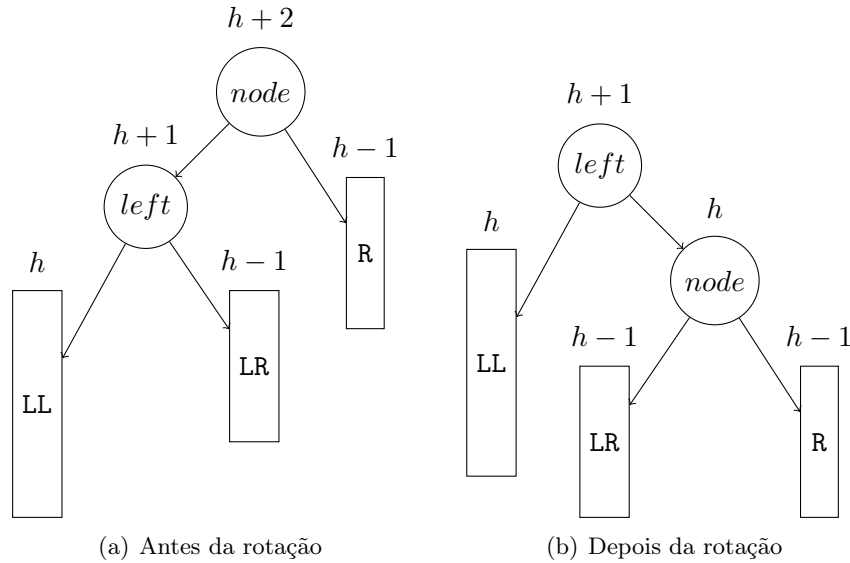 h + 2
node
h + 1
left
h − 1
R
h
LL
h − 1
LR
(a) Antes da rotação
h + 1
left
h
LL
h
node
h − 1
LR
h − 1
R
(b) Depois da rotação